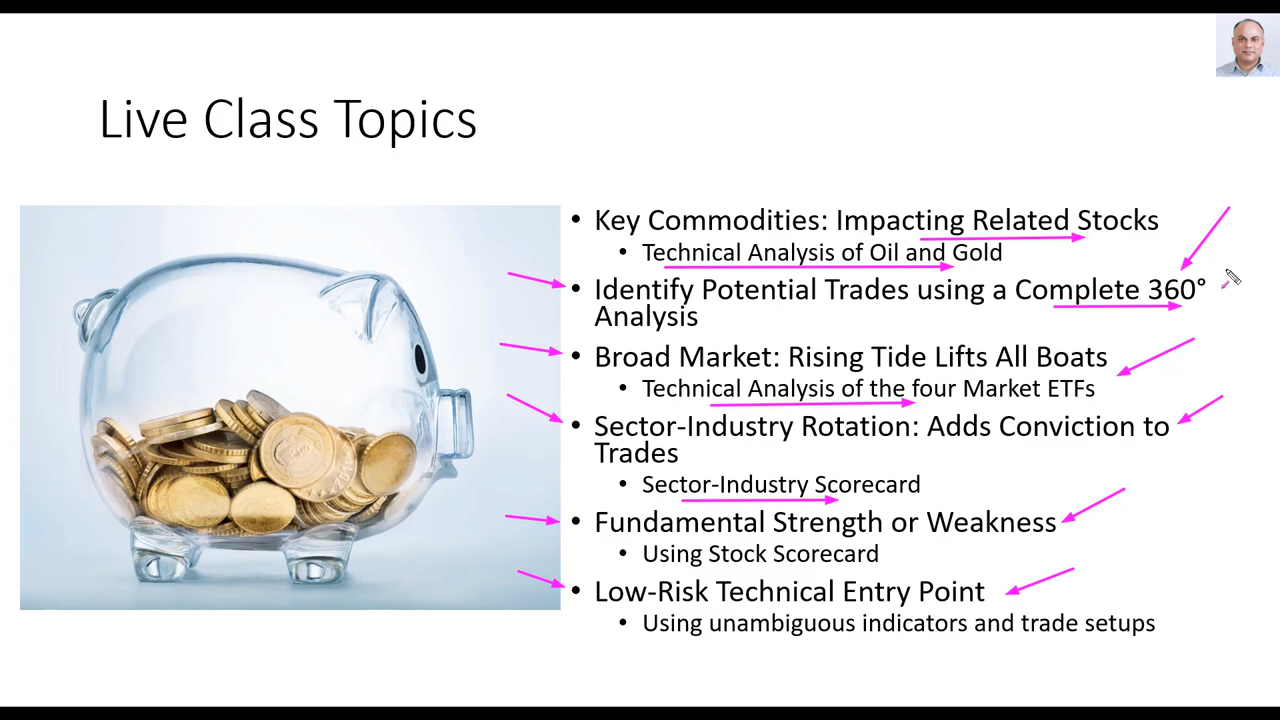 Live Class Topics
• Key Commodities: Impacting Related Stocks
• Technical Analysis of Oil and Gold
• Identify Potential Trades using a Complete 360°
Analysis
• Broad Market: Rising Tide Lifts All Boats
• Technical Analysis of the four Market ETFs
• Sector-Industry Rotation: Adds Conviction to
Trades
• Sector-Industry Scorecard
• Fundamental Strength or Weakness
• Using Stock Scorecard
• Low-Risk Technical Entry Point
• Using unambiguous indicators and trade setups